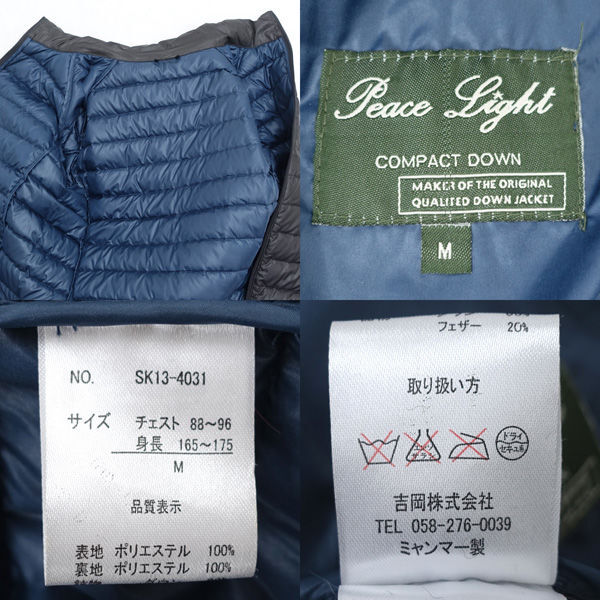 Peace Light
COMPACT DOWN
MAKER OF THE ORIGINAL
QUALITED DOWN JACKET
M
NO. SK13-4031
サイズ チェスト 88～96
身長 165～175
M
品質表示
表地 ポリエステル 100%
裏地 ポリエステル 100%
フェザー 20%
取り扱い方
ドライ
セキユ系
吉岡株式会社
TEL 058-276-0039
ミャンマー製